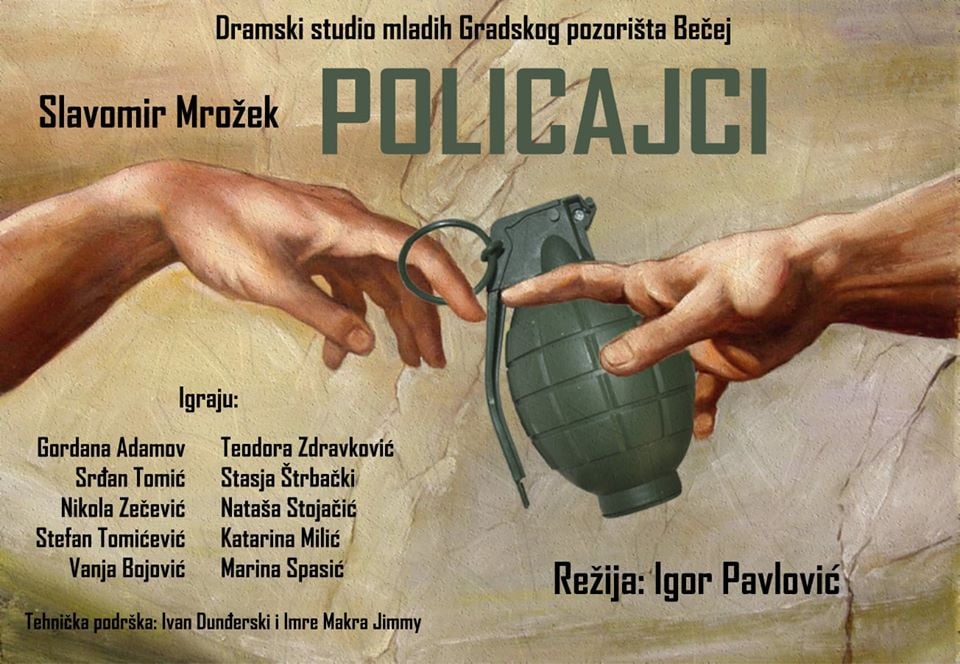 Dramski studio mladih Gradskog pozorišta Bečej
Slavomir Mrožek
POLICAJCI
Igraju:
Gordana Adamov
Srđan Tomić
Nikola Zečević
Stefan Tomićević
Vanja Bojović
Teodora Zdravković
Stasja Štrbački
Nataša Stojačić
Katarina Milić
Marina Spasić
Režija: Igor Pavlović
Tehnička podrška: Ivan Dunđerski i Imre Makra Jimmy